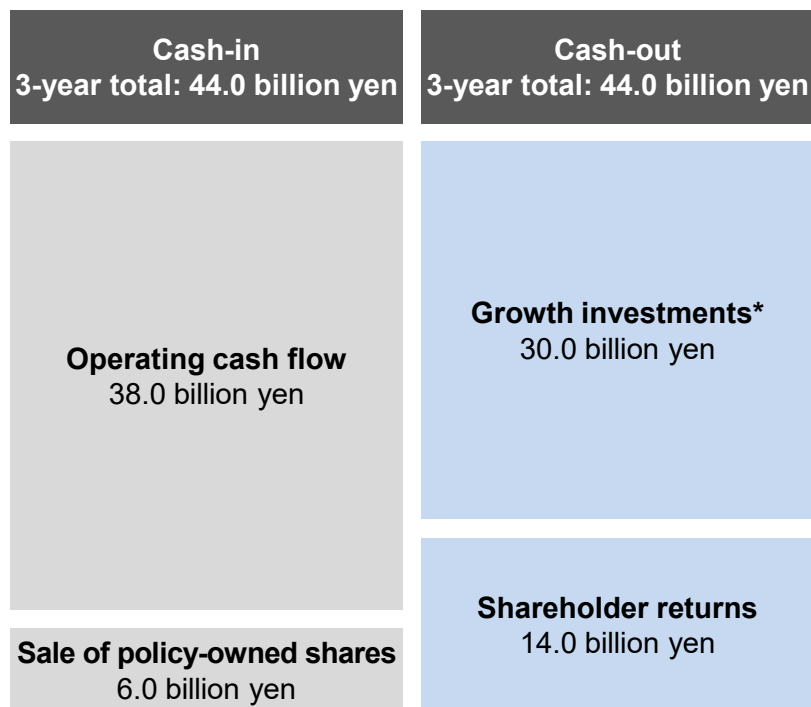 Cash-in
3-year total: 44.0 billion yen
Cash-out
3-year total: 44.0 billion yen
Operating cash flow
38.0 billion yen
Sale of policy-owned shares
6.0 billion yen
Growth investments*
30.0 billion yen
Shareholder returns
14.0 billion yen